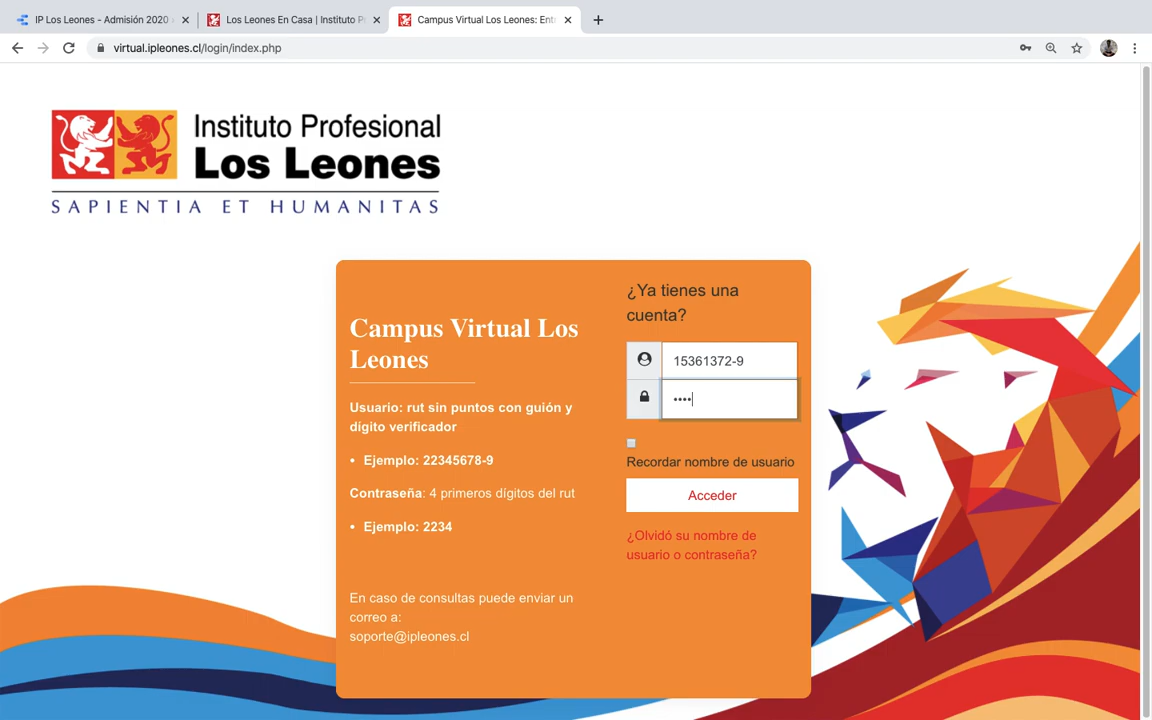 IP Los Leones - Admisión 2020
Los Leones En Casa | Instituto P
Campus Virtual Los Leones: Ent
virtual.ipleones.cl/login/index.php
Instituto Profesional
Los Leones
SAPIENTIA ET HUMANITAS
Campus Virtual Los
Leones
Usuario: rut sin puntos con guión y
dígito verificador
• Ejemplo: 22345678-9
Contraseña: 4 primeros dígitos del rut
• Ejemplo: 2234
En caso de consultas puede enviar un
correo a:
soporte@ipleones.cl
¿Ya tienes una
cuenta?
15361372-9
••••
Recordar nombre de usuario
Acceder
¿Olvidó su nombre de
usuario o contraseña?